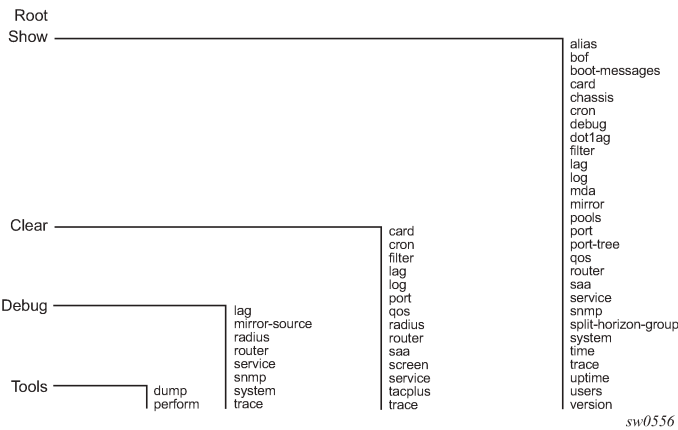 Root
Show
alias
bof
boot-messages
card
chassis
cron
debug
dot1ag
filter
lag
log
mda
mirror
pools
port
port-tree
qos
router
saa
service
snmp
split-horizon-group
system
time
trace
uptime
users
version
Clear
card
cron
filter
lag
log
port
qos
radius
router
saa
screen
service
tacplus
trace
Debug
lag
mirror-source
radius
router
service
snmp
system
trace
Tools
dump
perform
sw0556